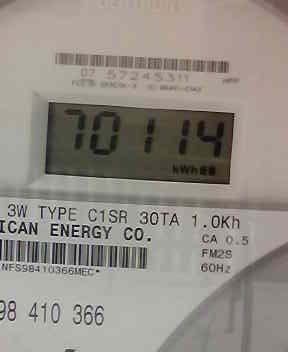 07 57245311
70114
kWh
3W TYPE C1SR 30TA 1.0Kh
ICAN ENERGY CO.
CA 0.5
FM2S
60Hz
NFS98410366MEC*
98 410 366